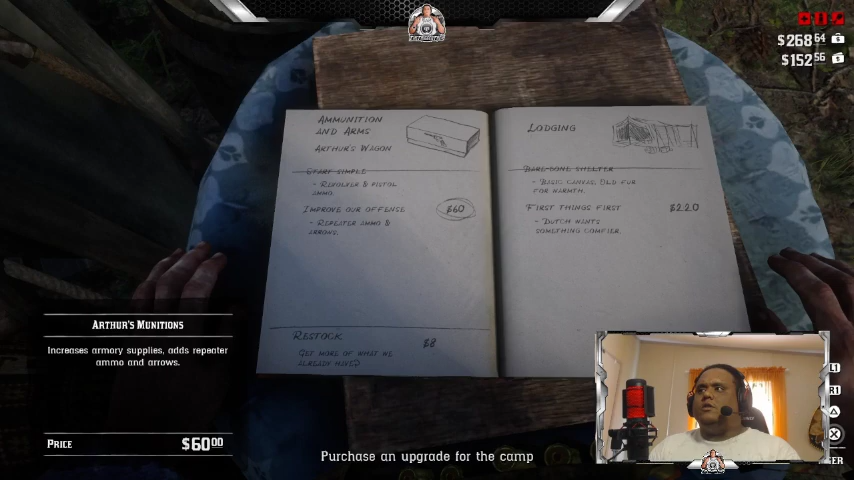 $268 64
$152 56
AMMUNITION
AND ARMS
ARTHUR'S WAGON
START SIMPLE
- REVOLVER & PISTOL
AMMO.
IMPROVE OUR OFFENSE
$60
- REPEATER AMMO &
ARROWS.
RESTOCK
$8
GET MORE OF WHAT WE
ALREADY HAVE?
LODGING
BARE-BONE SHELTER
- BASIC CANVAS, OLD FUR
FOR WARMTH.
FIRST THINGS FIRST
$220
- DUTCH WANTS
SOMETHING COMFIER.
ARTHUR'S MUNITIONS
Increases armory supplies, adds repeater
ammo and arrows.
PRICE
$60 00
Purchase an upgrade for the camp
L1
R1